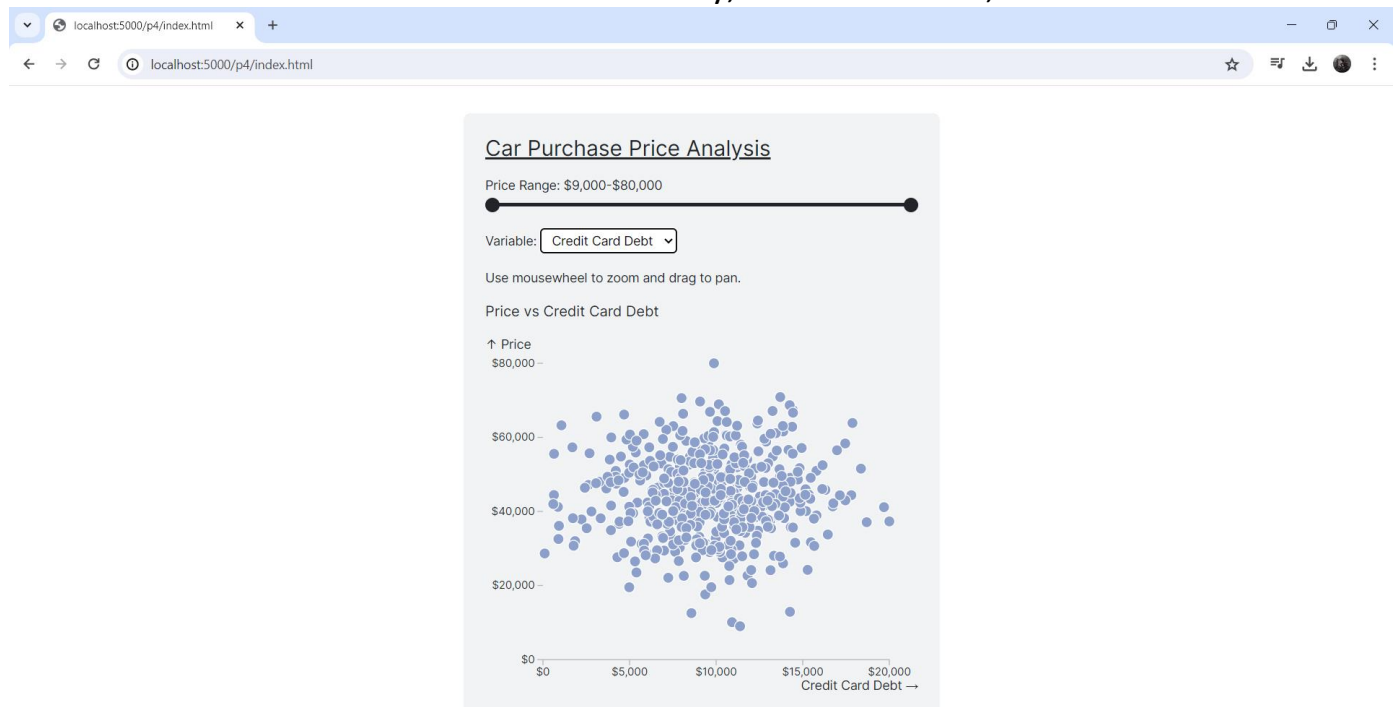 localhost:5000/p4/index.html
localhost:5000/p4/index.html
Car Purchase Price Analysis
Price Range: $9,000-$80,000
Variable: Credit Card Debt
Use mousewheel to zoom and drag to pan.
Price vs Credit Card Debt
↑ Price
$80,000
$60,000
$40,000
$20,000
$0
$0 $5,000 $10,000 $15,000 $20,000
Credit Card Debt →